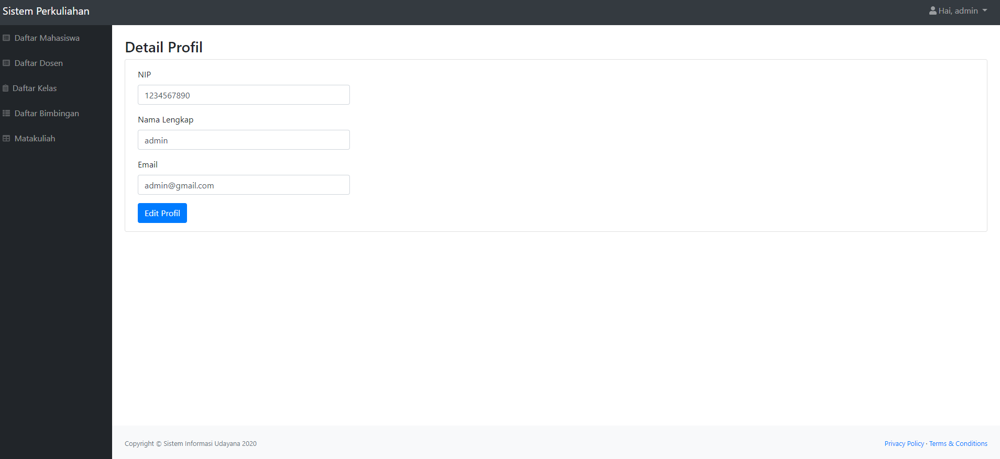 Sistem Perkuliahan
Hai, admin
Daftar Mahasiswa
Daftar Dosen
Daftar Kelas
Daftar Bimbingan
Matakuliah
Detail Profil
NIP
1234567890
Nama Lengkap
admin
Email
admin@gmail.com
Edit Profil
Copyright © Sistem Informasi Udayana 2020
Privacy Policy · Terms & Conditions